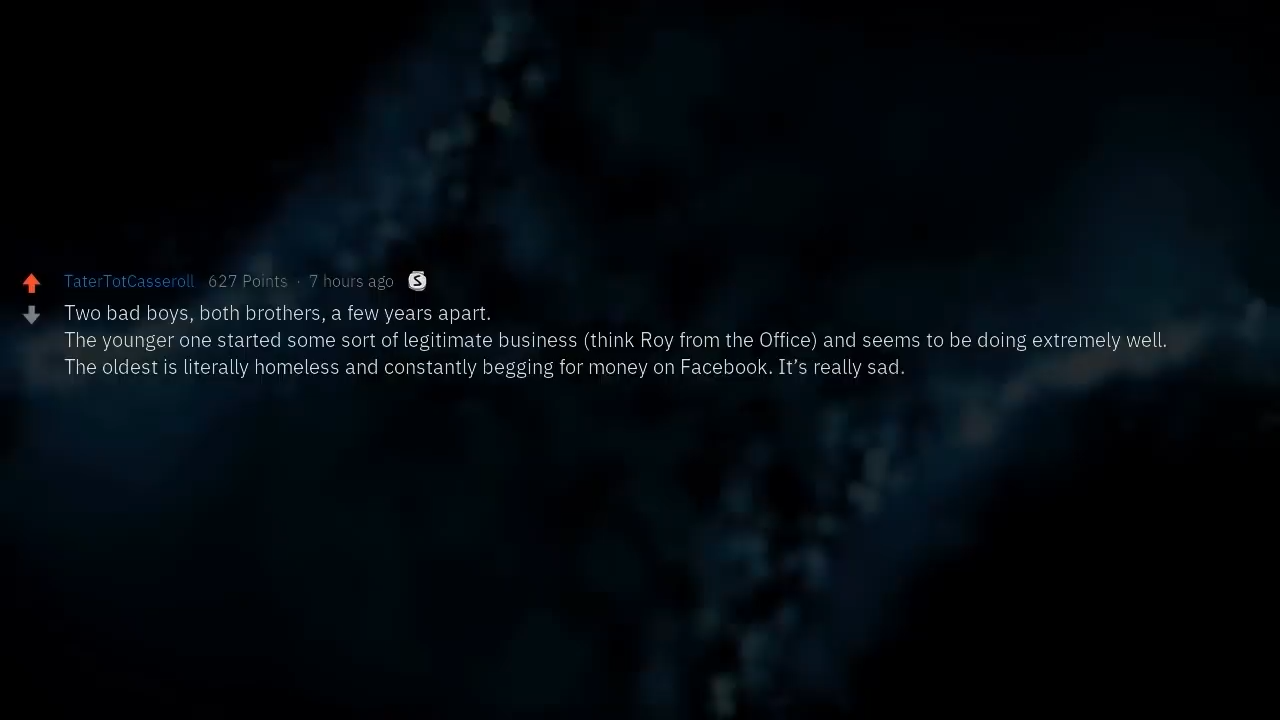 TaterTotCasseroll 627 Points · 7 hours ago S
Two bad boys, both brothers, a few years apart.
The younger one started some sort of legitimate business (think Roy from the Office) and seems to be doing extremely well.
The oldest is literally homeless and constantly begging for money on Facebook. It’s really sad.